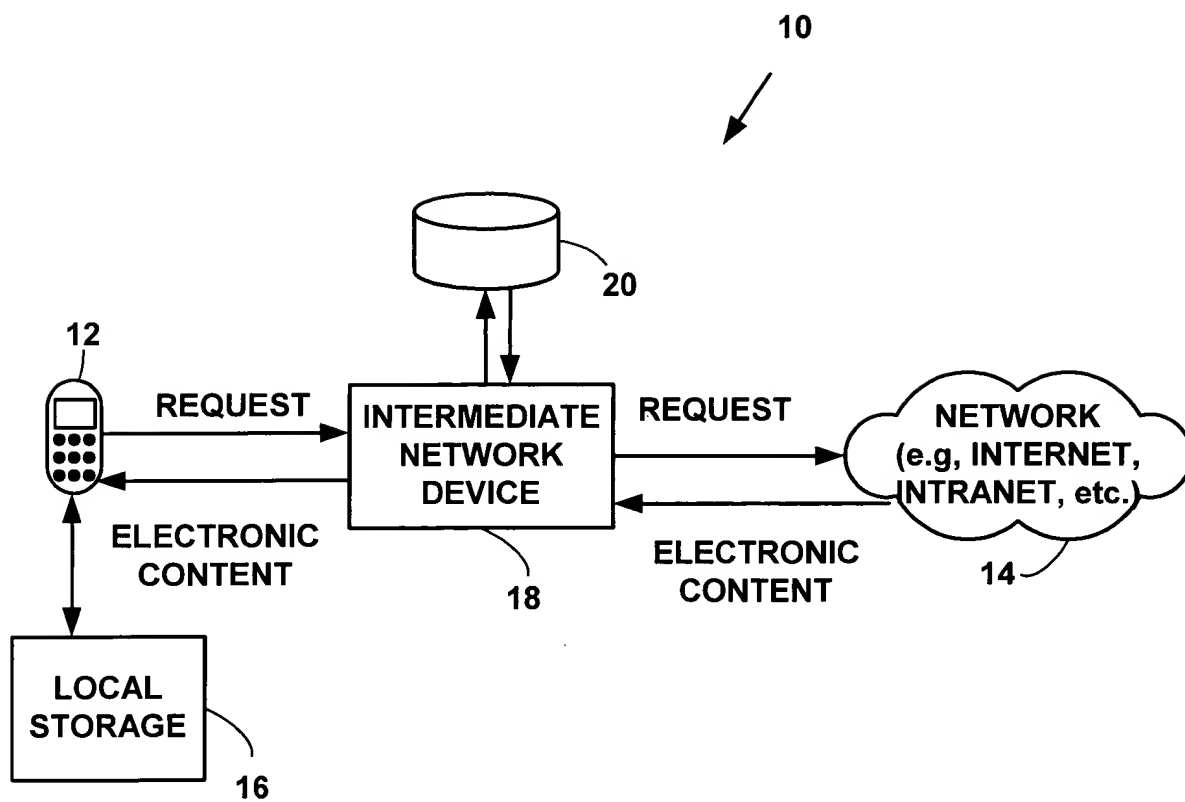 10
20
12
REQUEST
INTERMEDIATE
NETWORK
DEVICE
REQUEST
NETWORK
(e.g, INTERNET,
INTRANET, etc.)
ELECTRONIC
CONTENT
18
ELECTRONIC
CONTENT
14
LOCAL
STORAGE
16